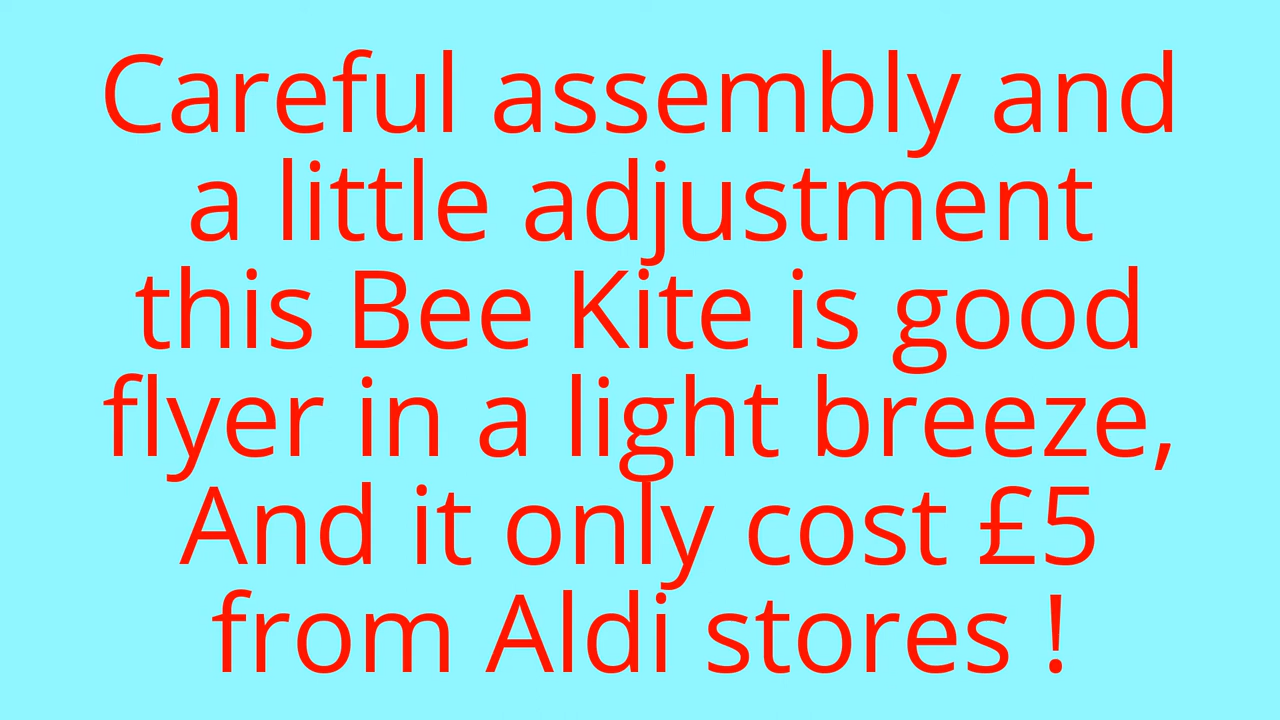 Careful assembly and
a little adjustment
this Bee Kite is good
flyer in a light breeze,
And it only cost £5
from Aldi stores !